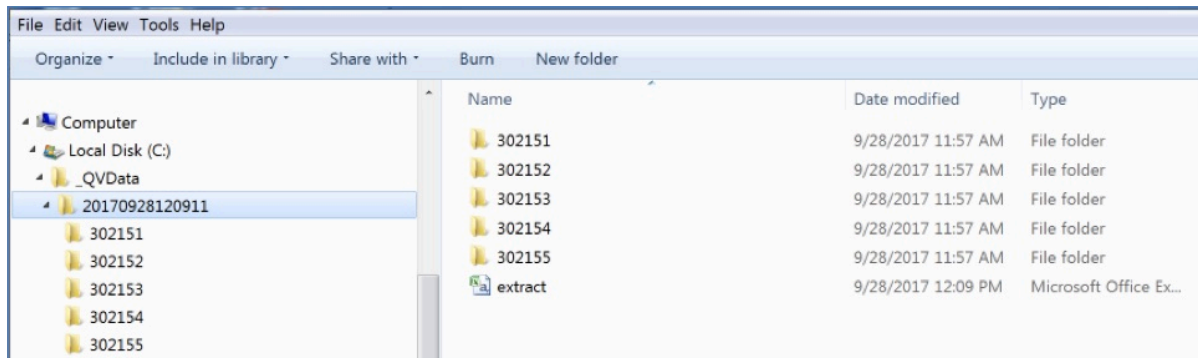 File Edit View Tools Help
Organize Include in library Share with Burn New folder
Name Date modified Type
Computer
Local Disk (C:)
_QVData
20170928120911
302151
302152
302153
302154
302155
302151 9/28/2017 11:57 AM File folder
302152 9/28/2017 11:57 AM File folder
302153 9/28/2017 11:57 AM File folder
302154 9/28/2017 11:57 AM File folder
302155 9/28/2017 11:57 AM File folder
extract 9/28/2017 12:09 PM Microsoft Office Ex...